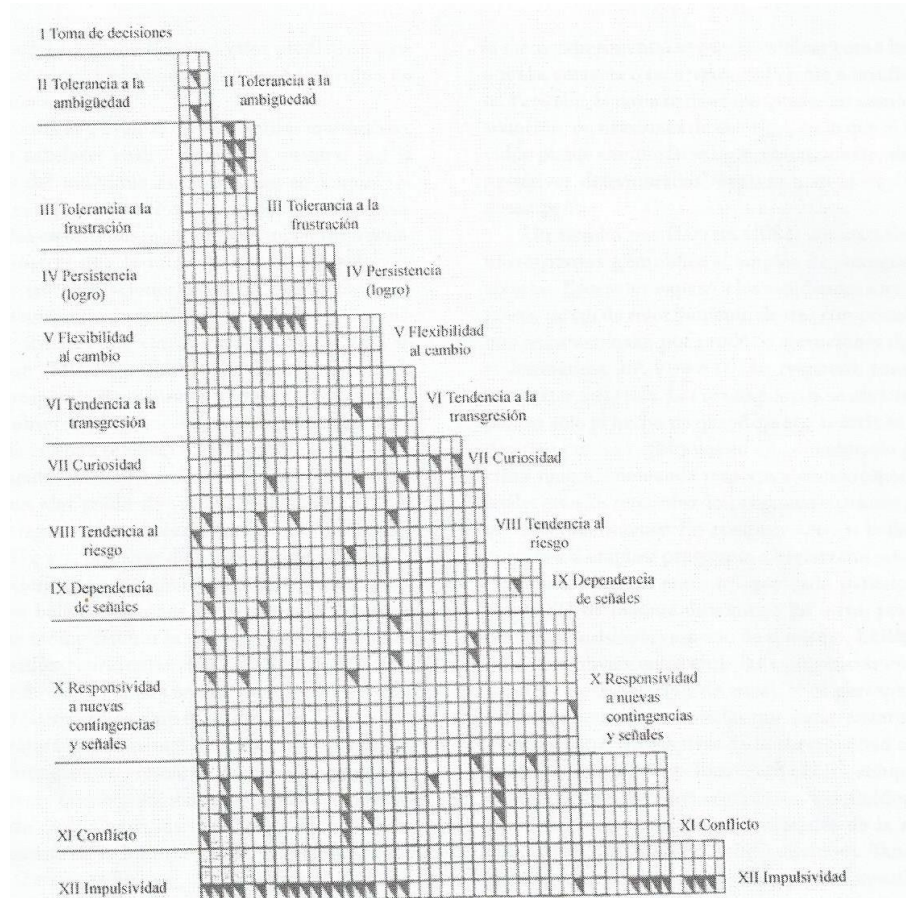 I Toma de decisiones
II Tolerancia a la
ambigüedad
II Tolerancia a la
ambigüedad
III Tolerancia a la
frustración
III Tolerancia a la
frustración
IV Persistencia
(logro)
IV Persistencia
(logro)
V Flexibilidad
al cambio
V Flexibilidad
al cambio
VI Tendencia a la
transgresión
VI Tendencia a la
transgresión
VII Curiosidad
VII Curiosidad
VIII Tendencia al
riesgo
VIII Tendencia al
riesgo
IX Dependencia
de señales
IX Dependencia
de señales
X Responsividad
a nuevas
contingencias
y señales
X Responsividad
a nuevas
contingencias
y señales
XI Conflicto
XI Conflicto
XII Impulsividad
XII Impulsividad